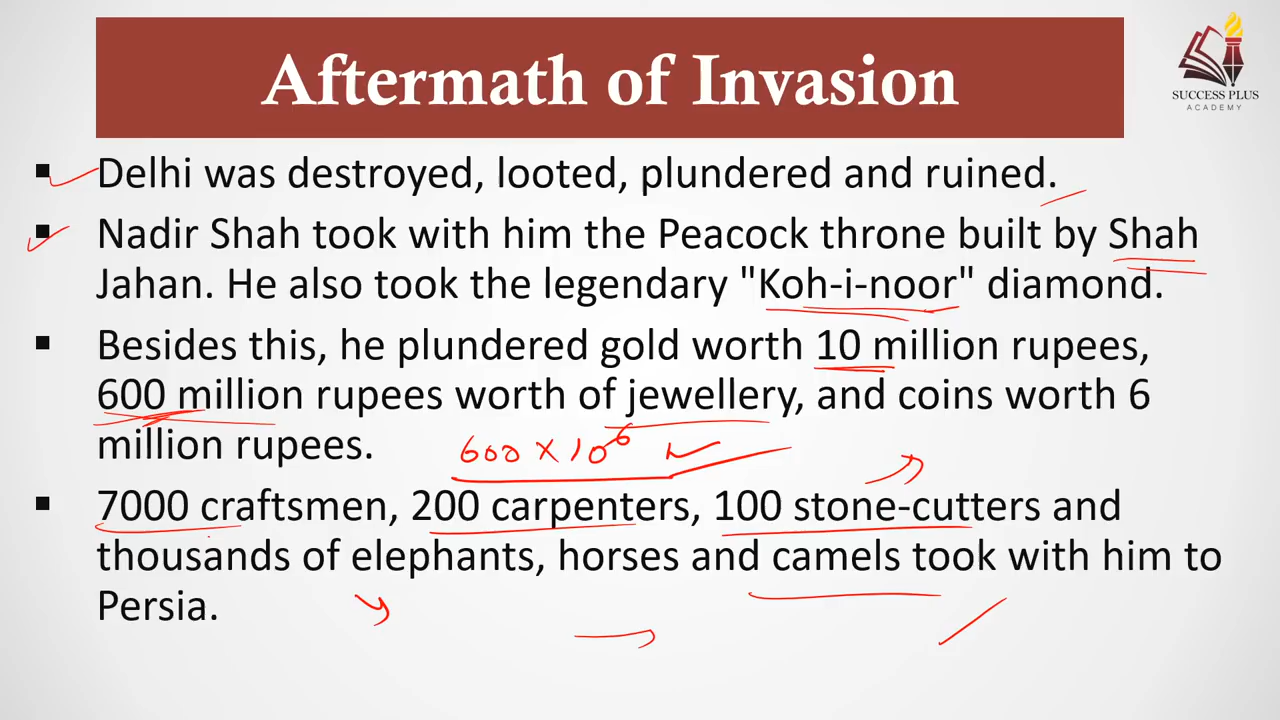 Aftermath of Invasion
SUCCESS PLUS
ACADEMY
▪ Delhi was destroyed, looted, plundered and ruined.
▪ Nadir Shah took with him the Peacock throne built by Shah
Jahan. He also took the legendary "Koh-i-noor" diamond.
▪ Besides this, he plundered gold worth 10 million rupees,
600 million rupees worth of jewellery, and coins worth 6
million rupees.
600 × 10⁶
▪ 7000 craftsmen, 200 carpenters, 100 stone-cutters and
thousands of elephants, horses and camels took with him to
Persia.